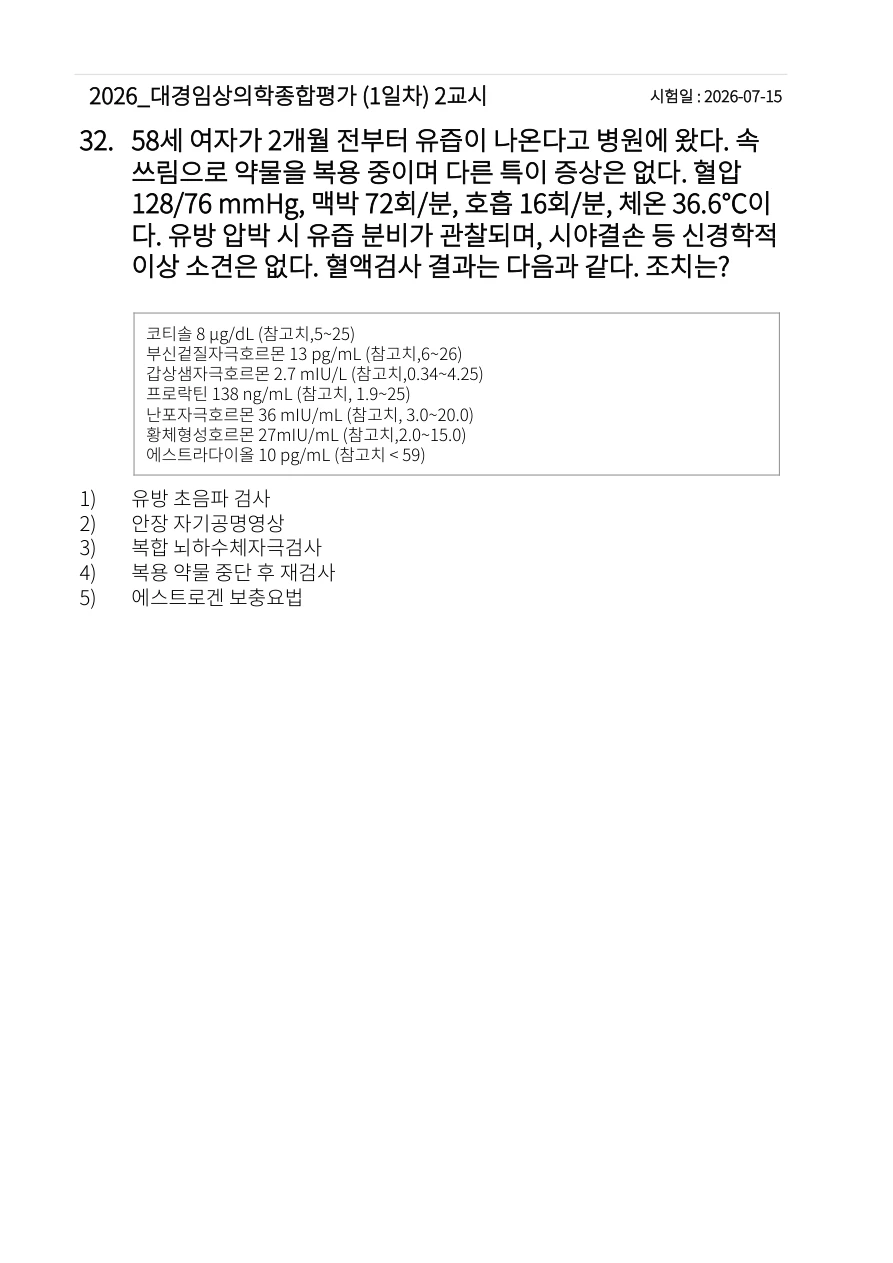 2026_대경임상의학종합평가 (1일차) 2교시
시험일 : 2026-07-15
32. 58세 여자가 2개월 전부터 유즙이 나온다고 병원에 왔다. 속
쓰림으로 약물을 복용 중이며 다른 특이 증상은 없다. 혈압
128/76 mmHg, 맥박 72회/분, 호흡 16회/분, 체온 36.6℃이
다. 유방 압박 시 유즙 분비가 관찰되며, 시야결손 등 신경학적
이상 소견은 없다. 혈액검사 결과는 다음과 같다. 조치는?
코티솔 8 μg/dL (참고치,5~25)
부신겉질자극호르몬 13 pg/mL (참고치,6~26)
갑상샘자극호르몬 2.7 mIU/L (참고치,0.34~4.25)
프로락틴 138 ng/mL (참고치, 1.9~25)
난포자극호르몬 36 mIU/mL (참고치, 3.0~20.0)
황체형성호르몬 27mIU/mL (참고치,2.0~15.0)
에스트라다이올 10 pg/mL (참고치 < 59)
1) 유방 초음파 검사
2) 안장 자기공명영상
3) 복합 뇌하수체자극검사
4) 복용 약물 중단 후 재검사
5) 에스트로겐 보충요법